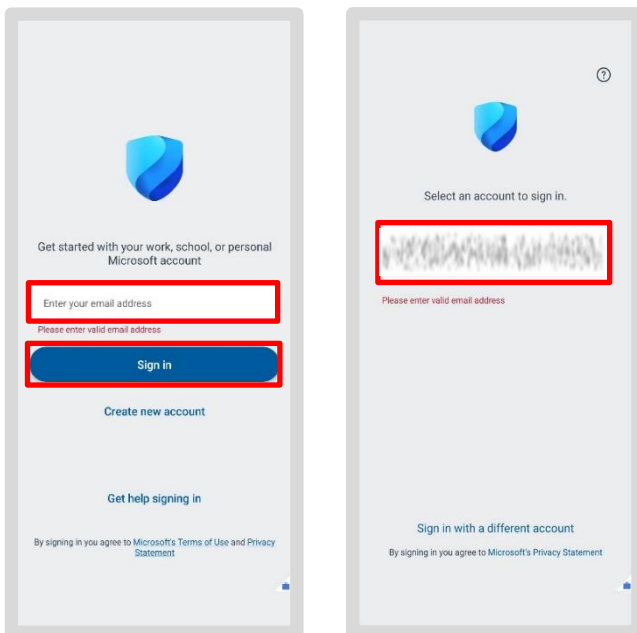 Get started with your work, school, or personal
Microsoft account
Enter your email address
Please enter valid email address
Sign in
Create new account
Get help signing in
By signing in you agree to Microsoft's Terms of Use and Privacy
Statement
?
Select an account to sign in.
Please enter valid email address
Sign in with a different account
By signing in you agree to Microsoft's Privacy Statement